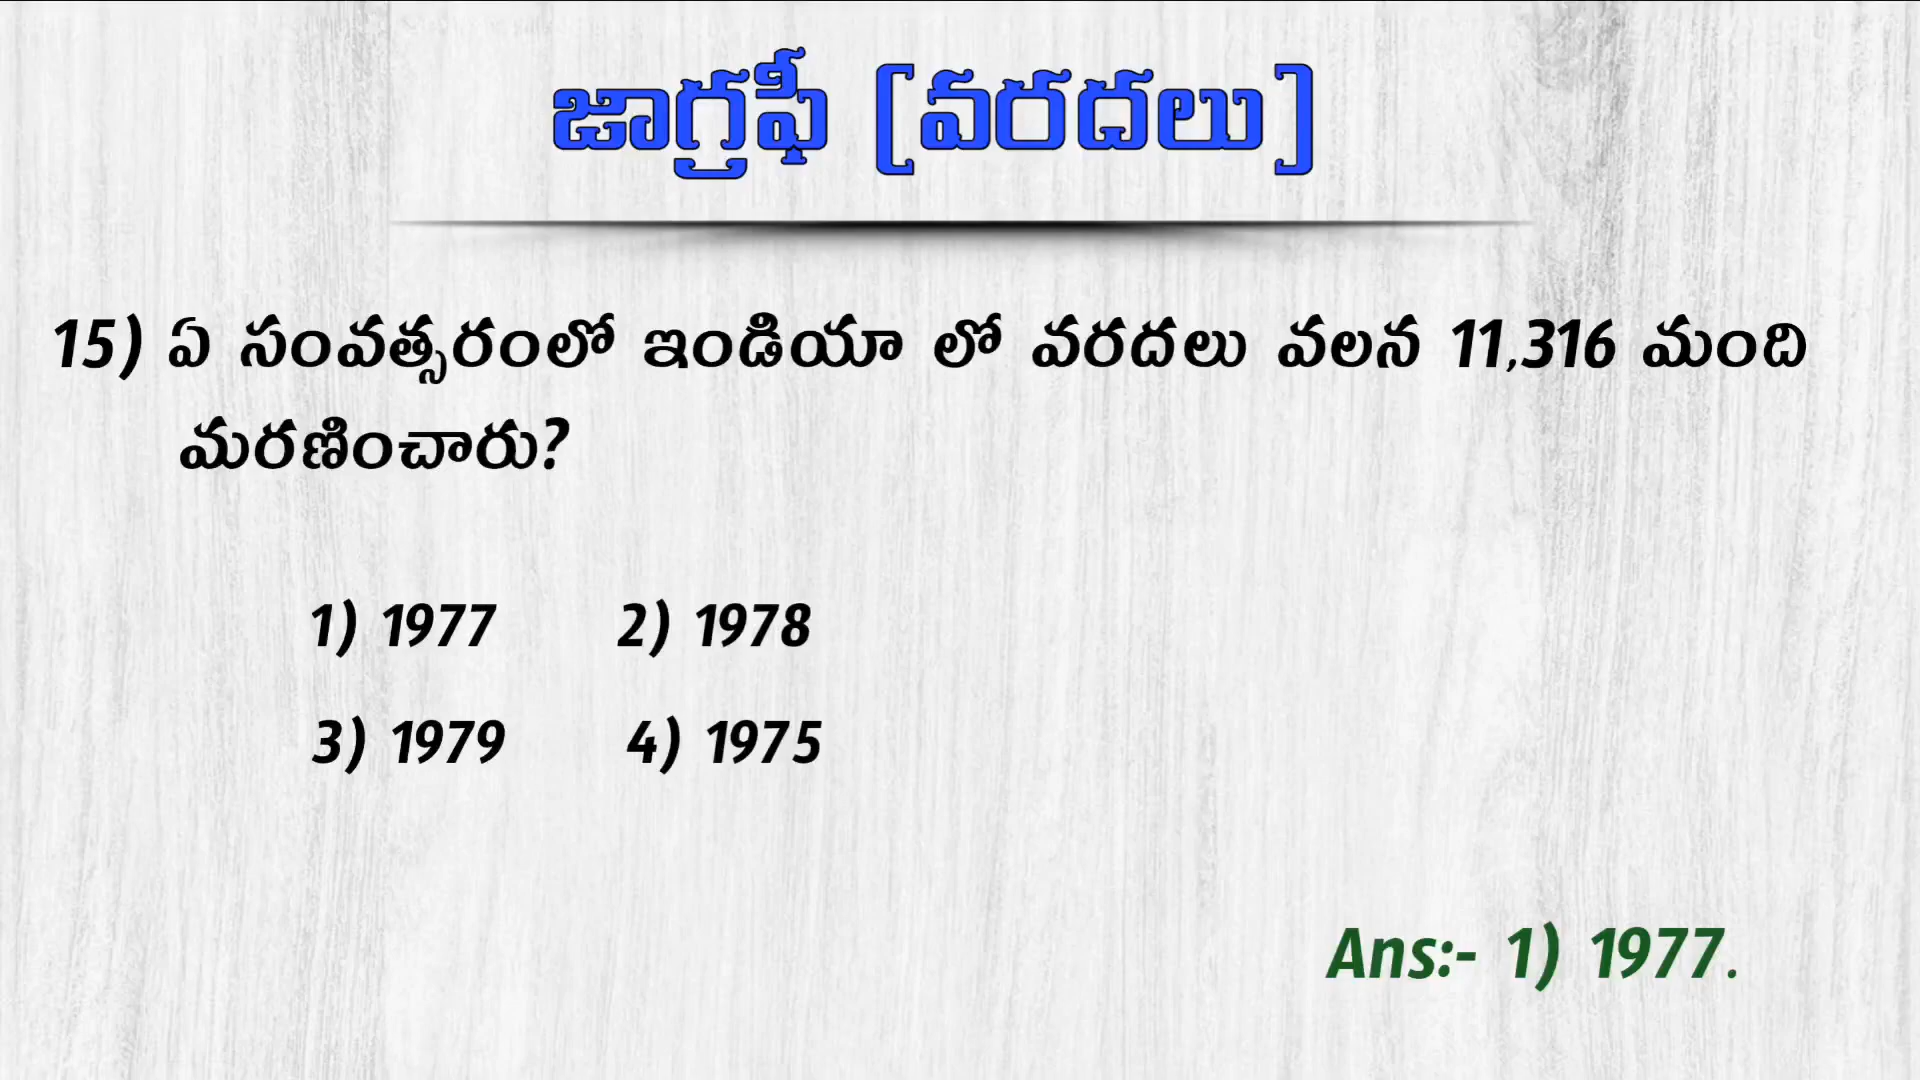 జాగ్రఫీ [వరదలు]
15) ఏ సంవత్సరంలో ఇండియా లో వరదలు వలన 11,316 మంది
మరణించారు?
1) 1977 2) 1978
3) 1979 4) 1975
Ans:- 1) 1977.